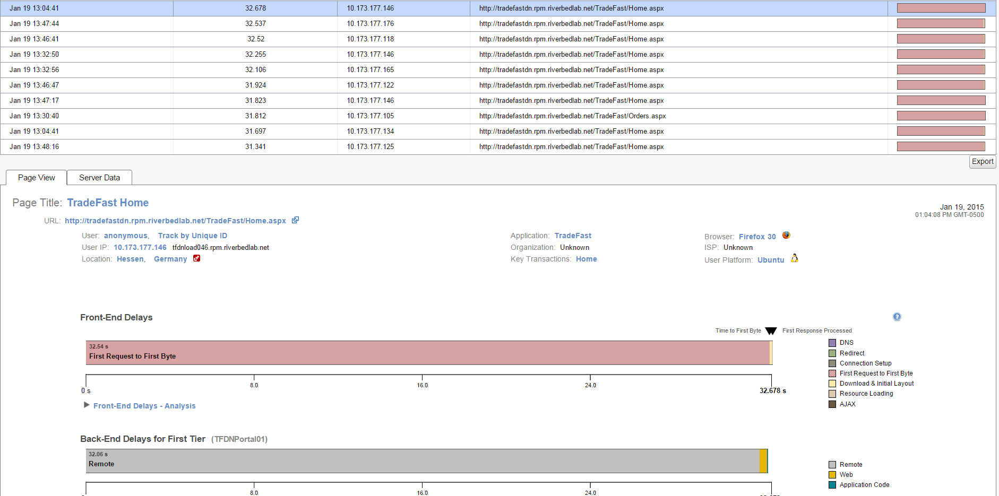 Jan 19 13:04:41 32.678 10.173.177.146 http://tradefastdn.rpm.riverbedlab.net/TradeFast/Home.aspx
Jan 19 13:47:44 32.537 10.173.177.176 http://tradefastdn.rpm.riverbedlab.net/TradeFast/Home.aspx
Jan 19 13:46:41 32.52 10.173.177.118 http://tradefastdn.rpm.riverbedlab.net/TradeFast/Home.aspx
Jan 19 13:32:50 32.255 10.173.177.146 http://tradefastdn.rpm.riverbedlab.net/TradeFast/Home.aspx
Jan 19 13:32:56 32.106 10.173.177.165 http://tradefastdn.rpm.riverbedlab.net/TradeFast/Home.aspx
Jan 19 13:46:47 31.924 10.173.177.122 http://tradefastdn.rpm.riverbedlab.net/TradeFast/Home.aspx
Jan 19 13:47:17 31.823 10.173.177.146 http://tradefastdn.rpm.riverbedlab.net/TradeFast/Home.aspx
Jan 19 13:30:40 31.812 10.173.177.105 http://tradefastdn.rpm.riverbedlab.net/TradeFast/Orders.aspx
Jan 19 13:04:41 31.697 10.173.177.134 http://tradefastdn.rpm.riverbedlab.net/TradeFast/Home.aspx
Jan 19 13:48:16 31.341 10.173.177.125 http://tradefastdn.rpm.riverbedlab.net/TradeFast/Home.aspx
Export
Page View Server Data
Page Title: TradeFast Home
Jan 19, 2015
01:04:08 PM GMT-0500
URL: http://tradefastdn.rpm.riverbedlab.net/TradeFast/Home.aspx
User: anonymous, Track by Unique ID Application: TradeFast Browser: Firefox 30
User IP: 10.173.177.146 tfdnload046.rpm.riverbedlab.net Organization: Unknown ISP: Unknown
Location: Hessen, Germany Key Transactions: Home User Platform: Ubuntu
Front-End Delays
?
Time to First Byte First Response Processed
32.54 s
First Request to First Byte
DNS
Redirect
Connection Setup
First Request to First Byte
Download & Initial Layout
Resource Loading
AJAX
8.0 16.0 24.0
0 s 32.678 s
Front-End Delays - Analysis
Back-End Delays for First Tier (TFDNPortal01)
32.06 s
Remote
Remote
Web
Application Code
8.0 16.0 24.0